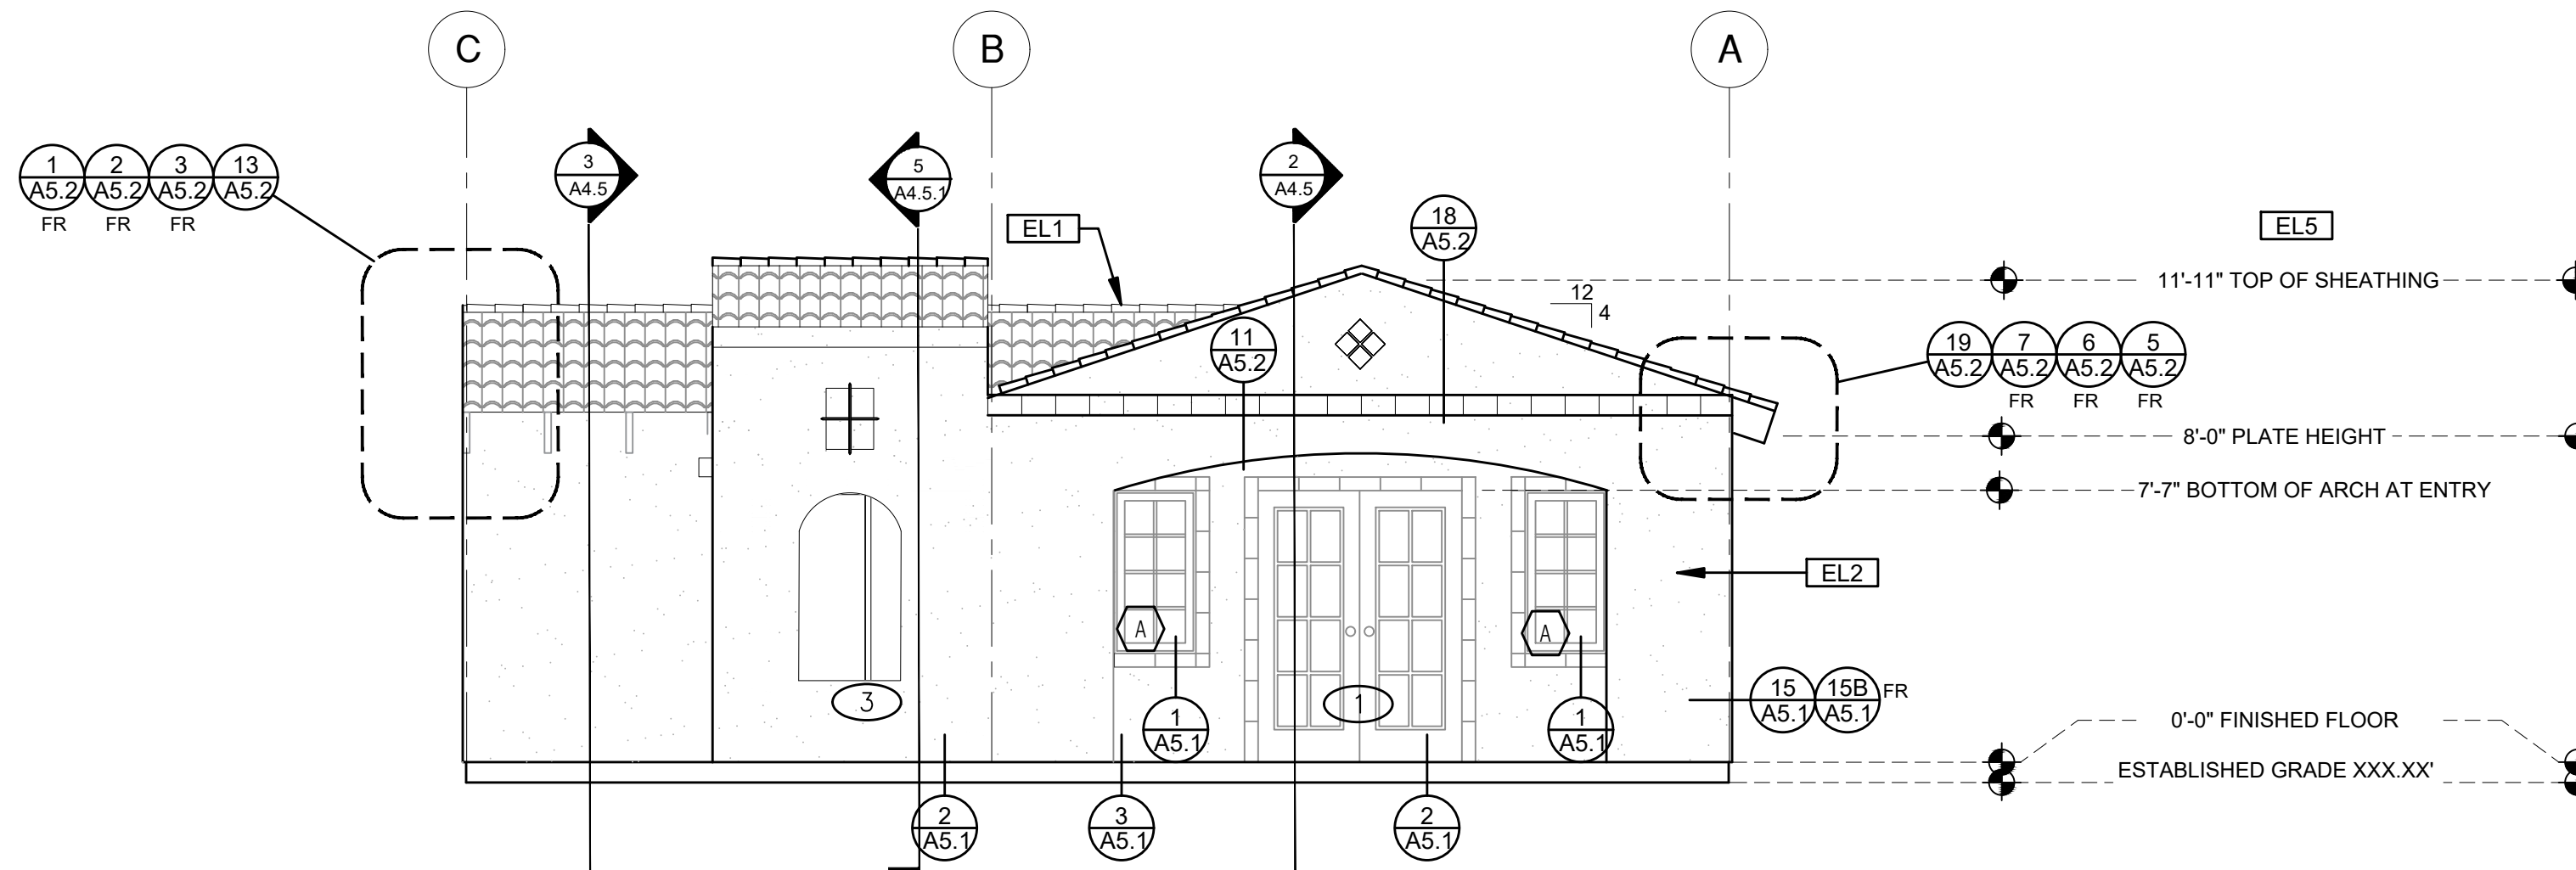 C
B
A
1
A5.2
FR
2
A5.2
FR
3
A5.2
FR
13
A5.2
3
A4.5
5
A4.5.1
2
A4.5
EL1
18
A5.2
EL5
11'-11" TOP OF SHEATHING
12
4
11
A5.2
19
A5.2
7
A5.2
FR
6
A5.2
FR
5
A5.2
FR
8'-0" PLATE HEIGHT
7'-7" BOTTOM OF ARCH AT ENTRY
EL2
A
A
3
1
1
A5.1
1
A5.1
15
A5.1
15B
A5.1
FR
0'-0" FINISHED FLOOR
ESTABLISHED GRADE XXX.XX'
2
A5.1
3
A5.1
2
A5.1